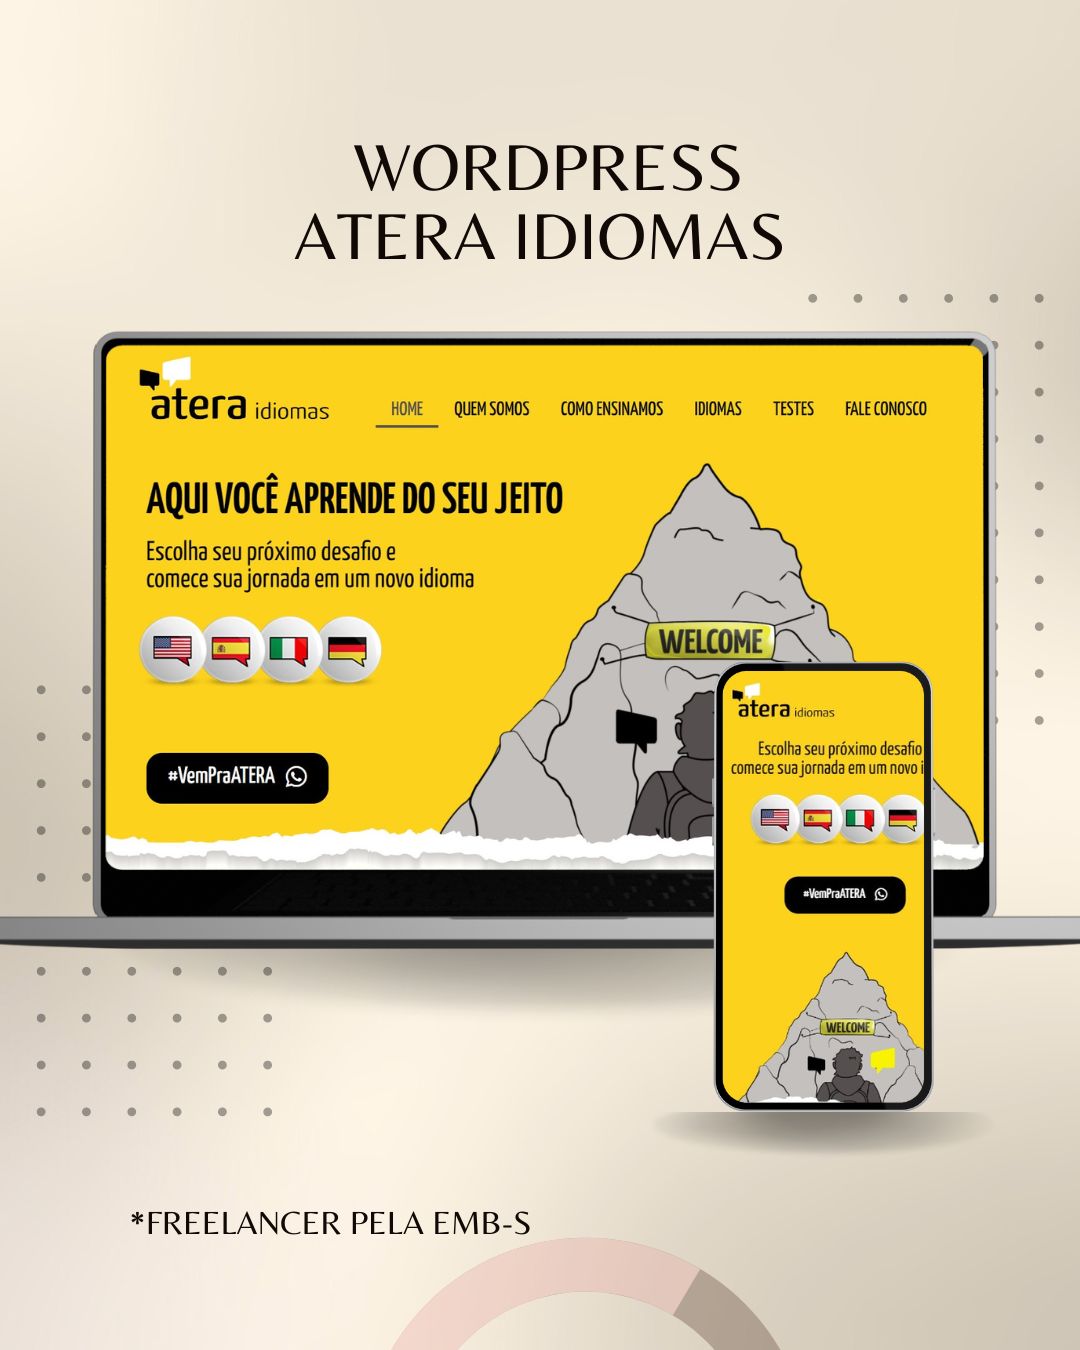 WORDPRESS
ATERA IDIOMAS
atera idiomas
HOME QUEM SOMOS COMO ENSINAMOS IDIOMAS TESTES FALE CONOSCO
AQUI VOCÊ APRENDE DO SEU JEITO
Escolha seu próximo desafio e
comece sua jornada em um novo idioma
WELCOME
#VemPraATERA
atera idiomas
Escolha seu próximo desafio
comece sua jornada em um novo i
#VemPraATERA
WELCOME
*FREELANCER PELA EMB-S